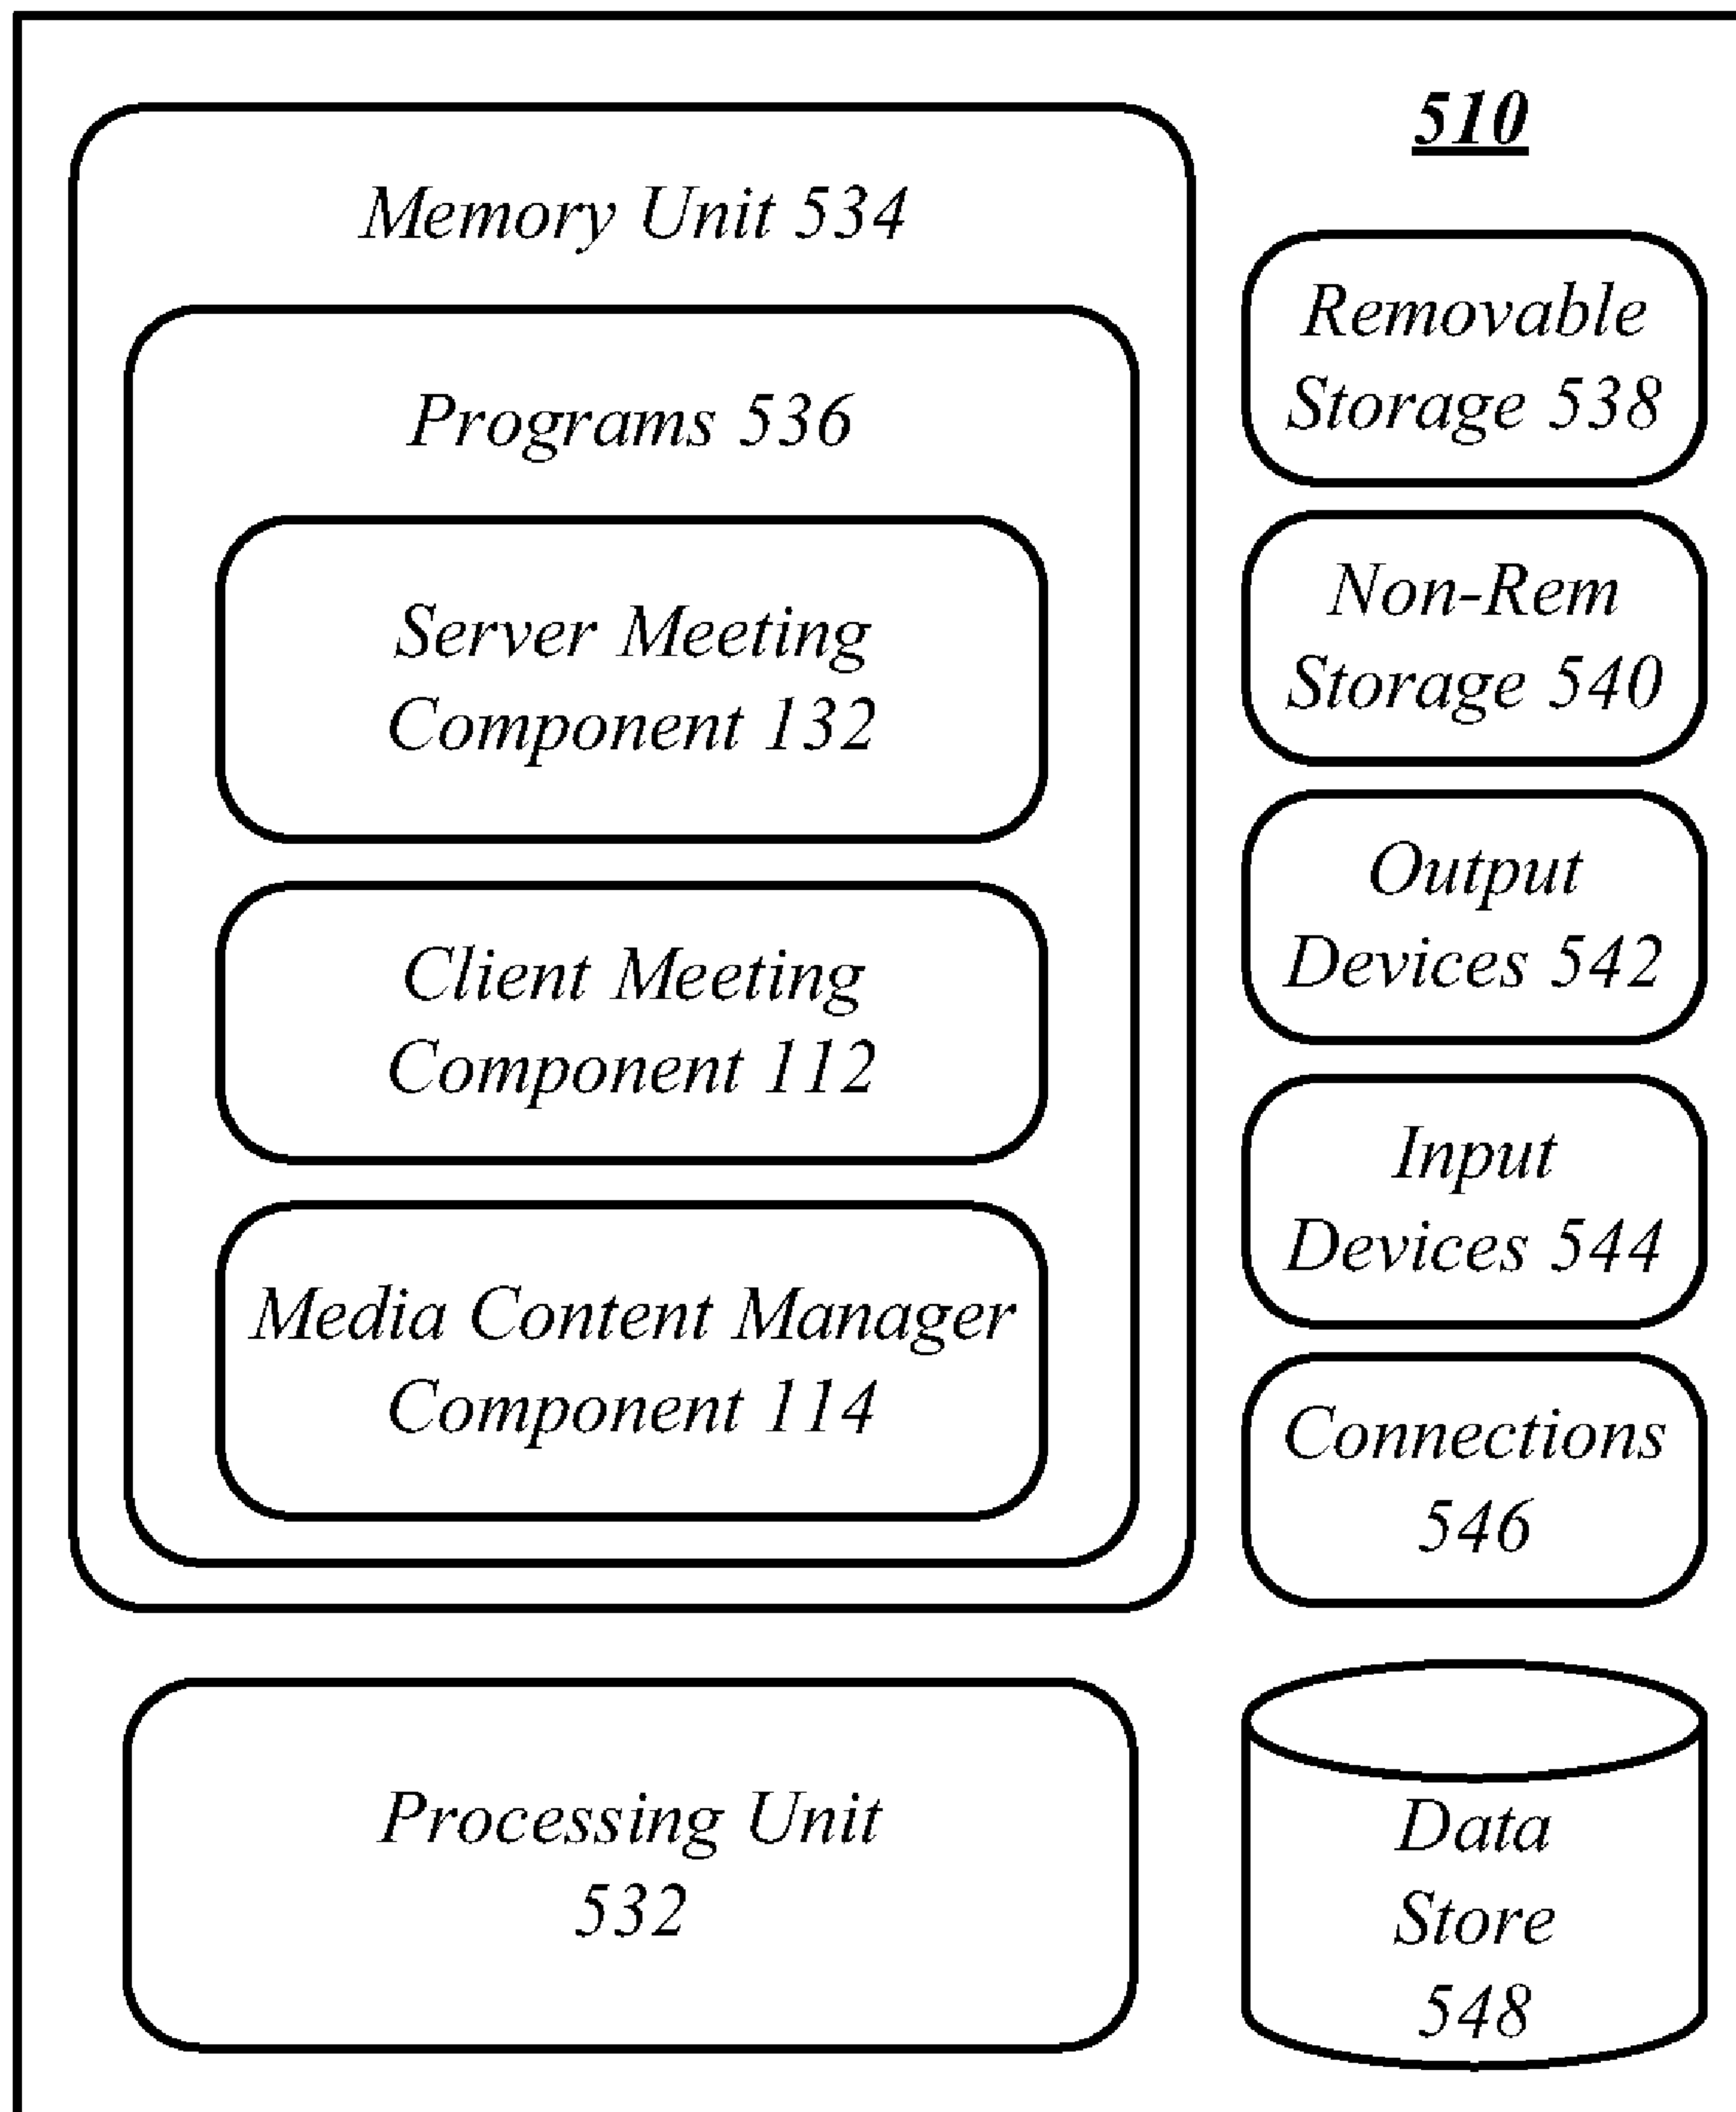 510
Memory Unit 534
Programs 536
Server Meeting
Component 132
Client Meeting
Component 112
Media Content Manager
Component 114
Processing Unit
532
Removable
Storage 538
Non-Rem
Storage 540
Output
Devices 542
Input
Devices 544
Connections
546
Data
Store
548